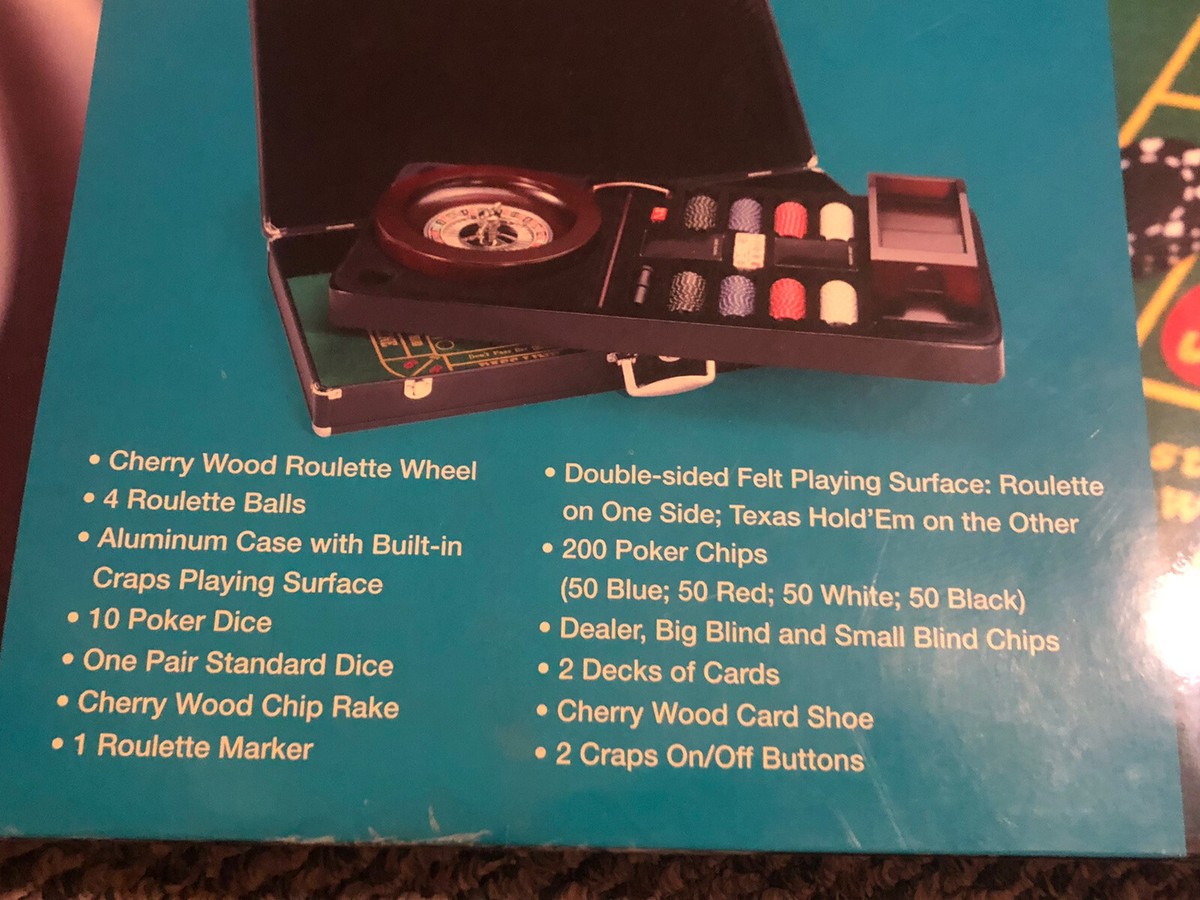 • Cherry Wood Roulette Wheel
• 4 Roulette Balls
• Aluminum Case with Built-in
Craps Playing Surface
• 10 Poker Dice
• One Pair Standard Dice
• Cherry Wood Chip Rake
• 1 Roulette Marker
• Double-sided Felt Playing Surface: Roulette
on One Side; Texas Hold'Em on the Other
• 200 Poker Chips
(50 Blue; 50 Red; 50 White; 50 Black)
• Dealer, Big Blind and Small Blind Chips
• 2 Decks of Cards
• Cherry Wood Card Shoe
• 2 Craps On/Off Buttons